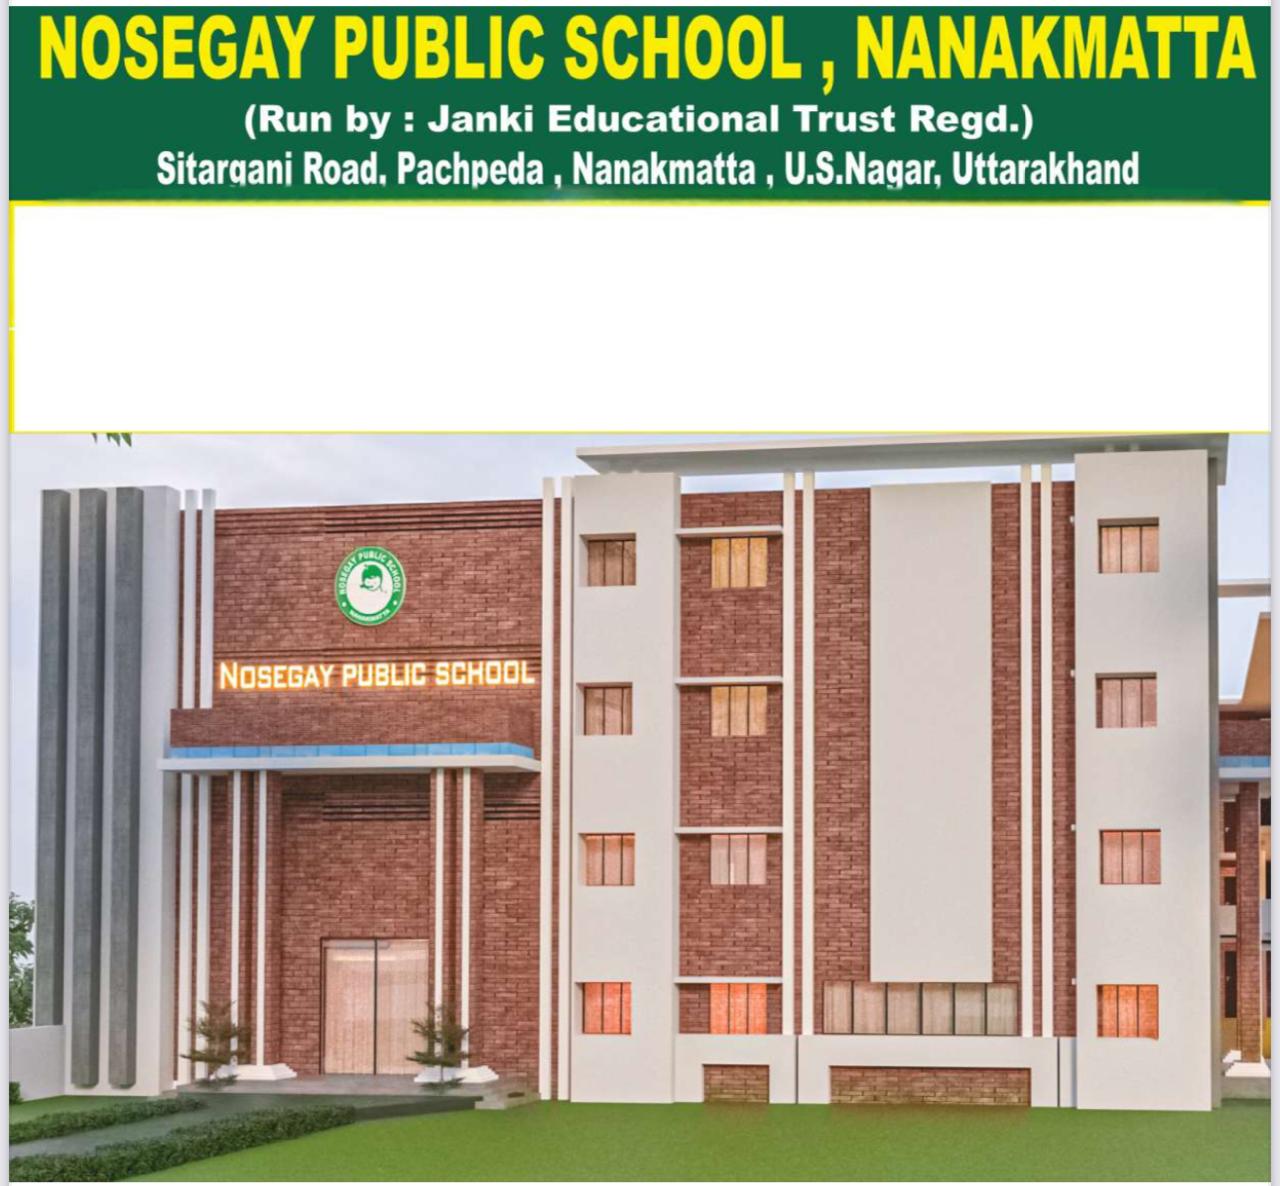 NOSEGAY PUBLIC SCHOOL , NANAKMATTA
(Run by : Janki Educational Trust Regd.)
Sitarganj Road, Pachpeda , Nanakmatta , U.S.Nagar, Uttarakhand
NOSEGAY PUBLIC SCHOOL
NANAKMATTA
NOSEGAY PUBLIC SCHOOL